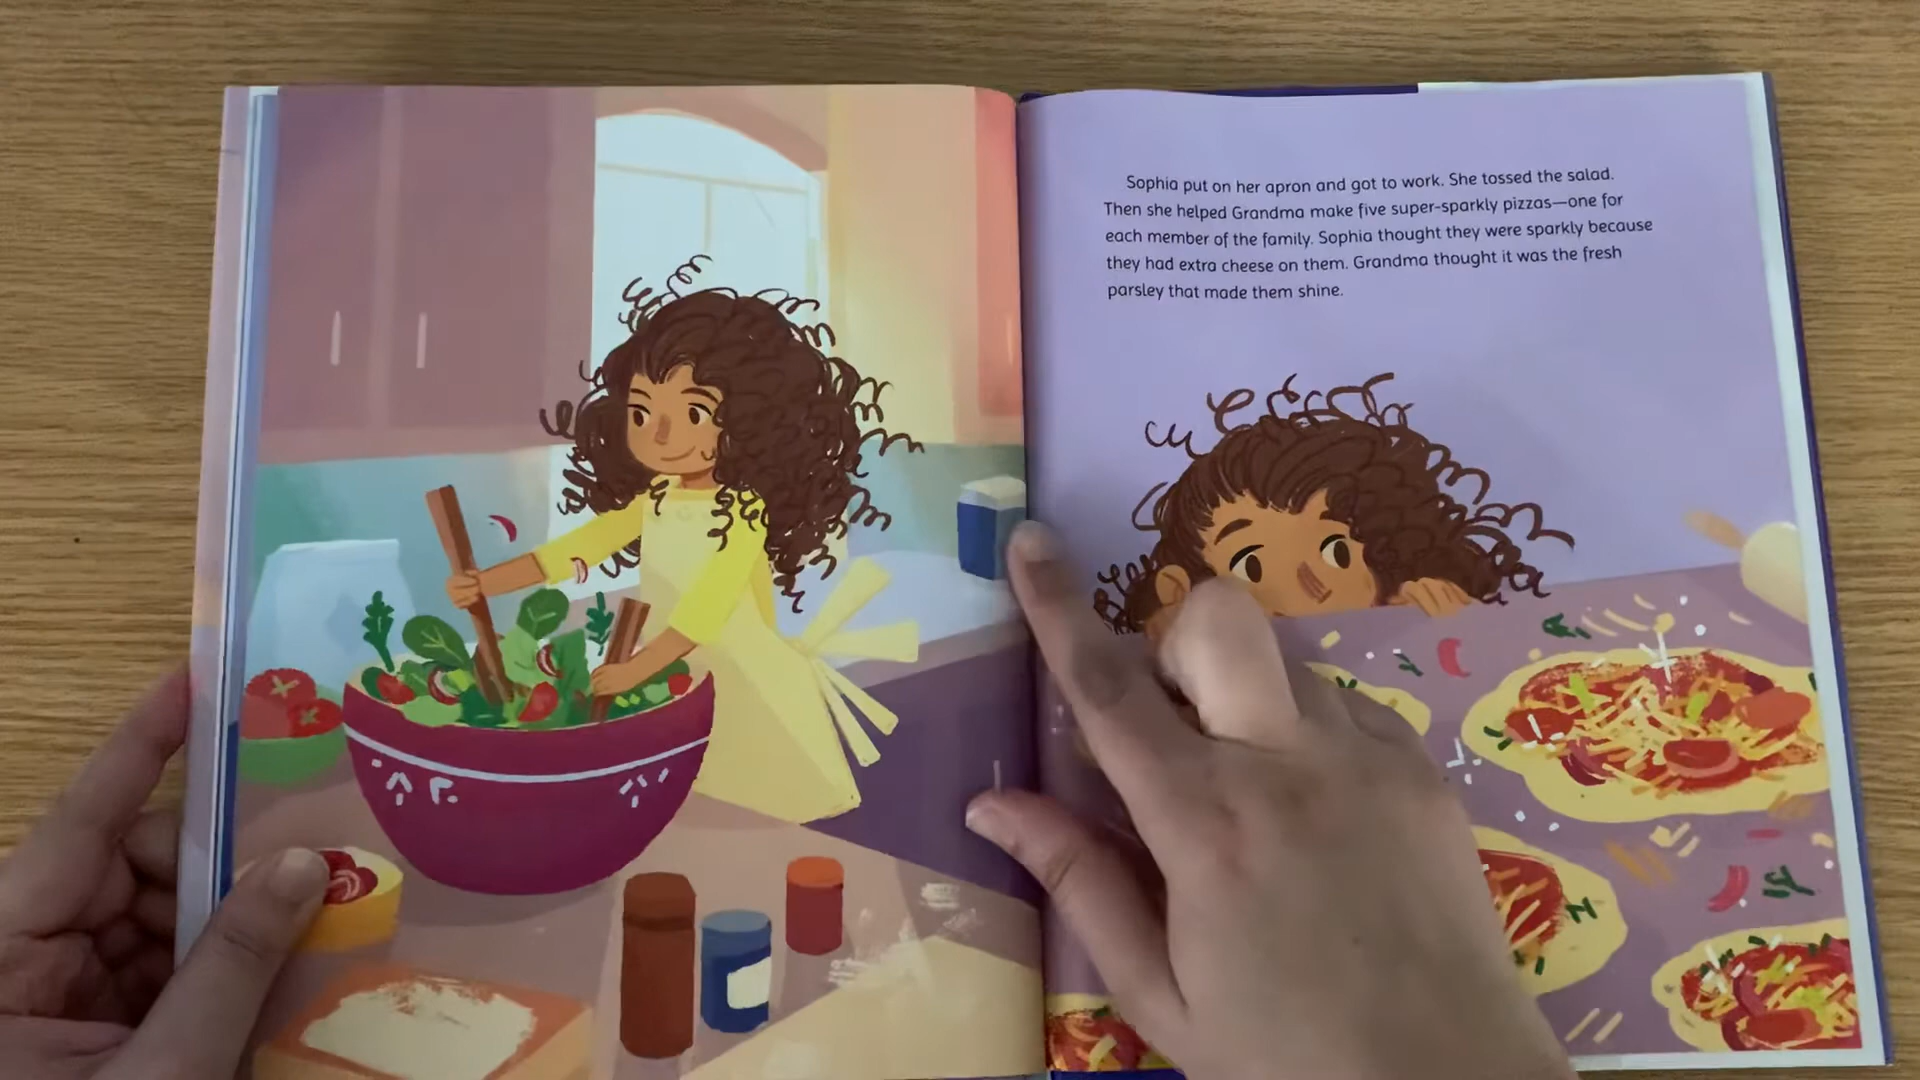 Sophia put on her apron and got to work. She tossed the salad.
Then she helped Grandma make five super-sparkly pizzas—one for
each member of the family. Sophia thought they were sparkly because
they had extra cheese on them. Grandma thought it was the fresh
parsley that made them shine.